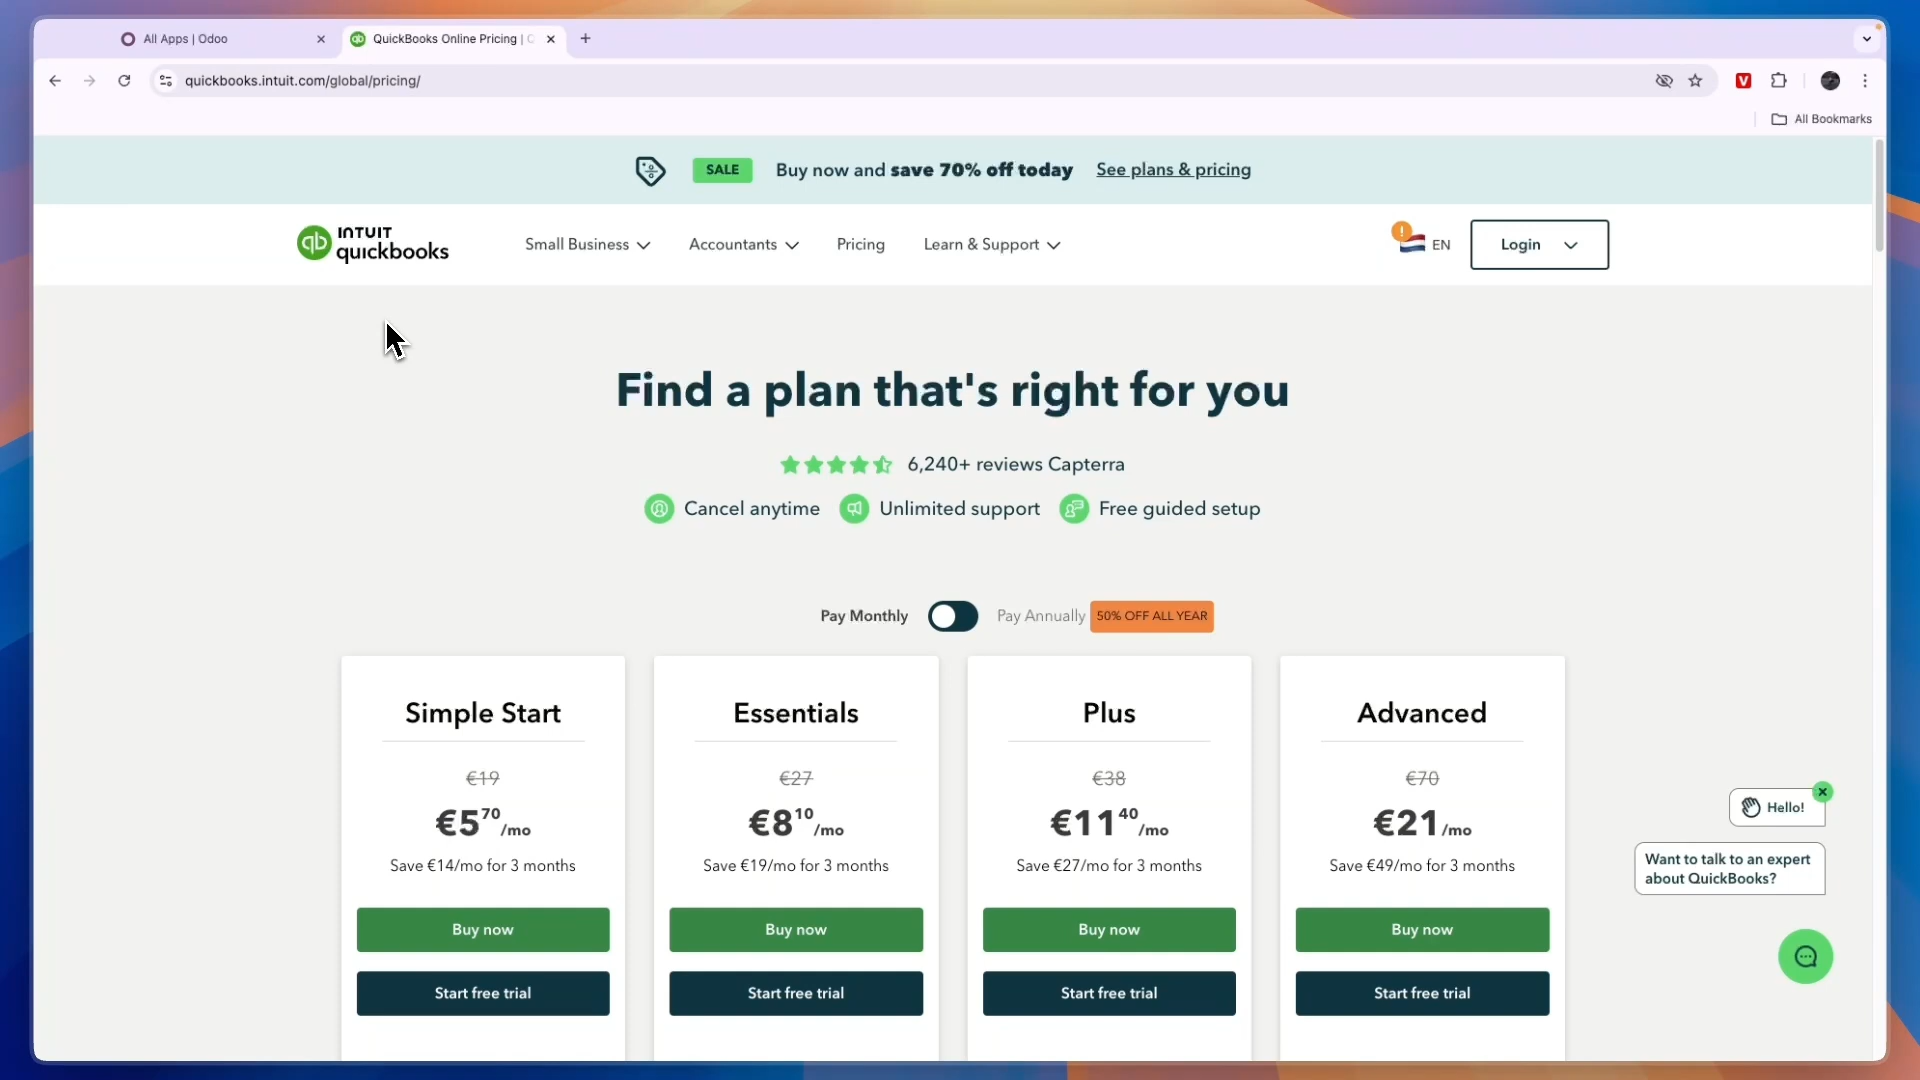 All Apps | Odoo
QuickBooks Online Pricing |
quickbooks.intuit.com/global/pricing/
All Bookmarks
SALE
Buy now and save 70% off today
See plans & pricing
INTUIT
quickbooks
Small Business
Accountants
Pricing
Learn & Support
EN
Login
Find a plan that's right for you
6,240+ reviews Capterra
Cancel anytime
Unlimited support
Free guided setup
Pay Monthly
Pay Annually
50% OFF ALL YEAR
Simple Start
€19
€570/mo
Save €14/mo for 3 months
Buy now
Start free trial
Essentials
€27
€810/mo
Save €19/mo for 3 months
Buy now
Start free trial
Plus
€38
€1140/mo
Save €27/mo for 3 months
Buy now
Start free trial
Advanced
€70
€21/mo
Save €49/mo for 3 months
Buy now
Start free trial
Hello!
Want to talk to an expert
about QuickBooks?